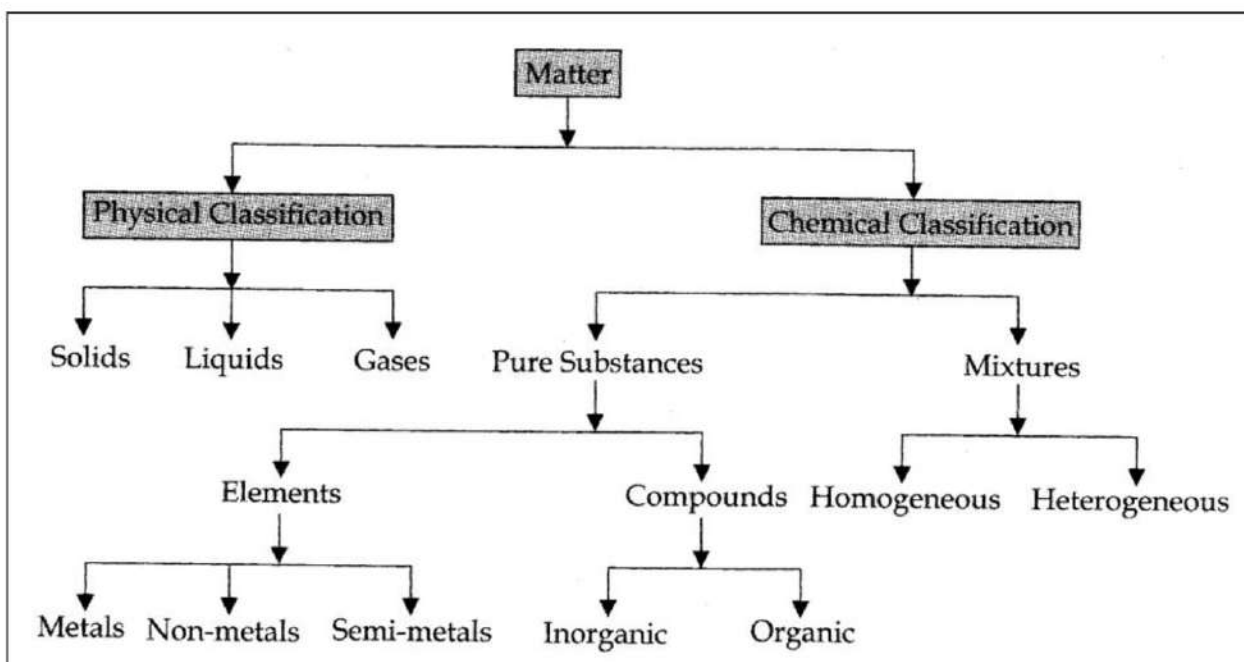 Matter
Physical Classification
Chemical Classification
Solids
Liquids
Gases
Pure Substances
Mixtures
Elements
Compounds
Homogeneous
Heterogeneous
Metals
Non-metals
Semi-metals
Inorganic
Organic